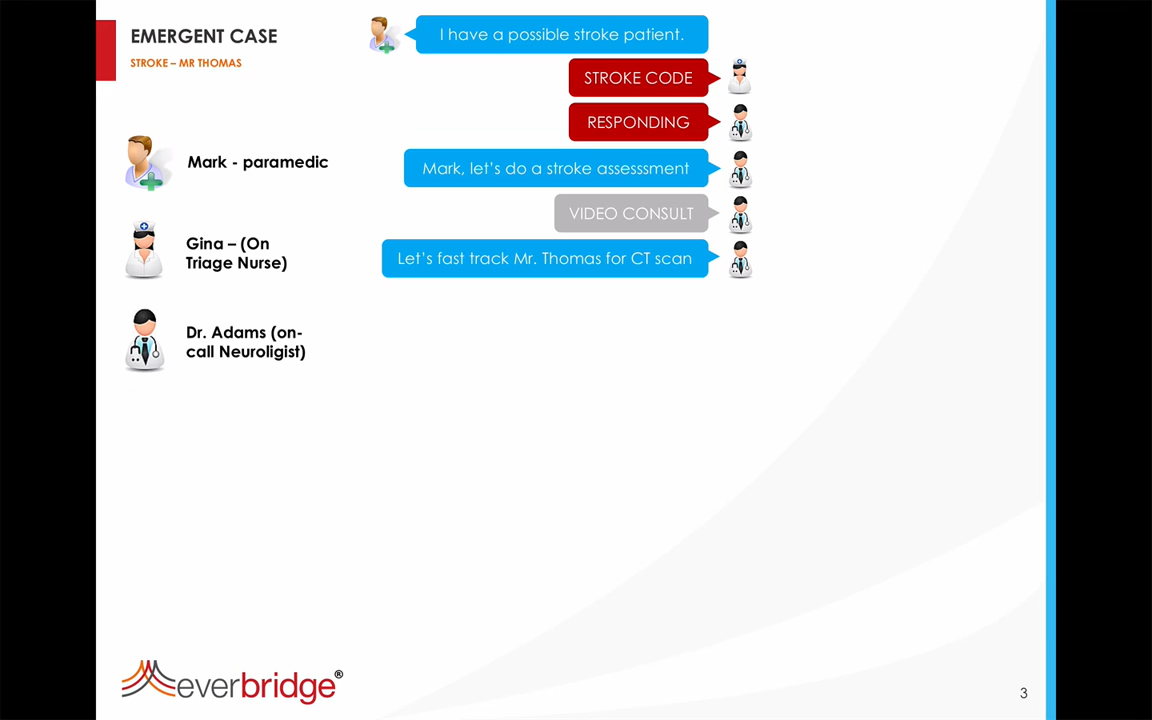 EMERGENT CASE
STROKE – MR THOMAS
I have a possible stroke patient.
STROKE CODE
RESPONDING
Mark, let’s do a stroke assesssment
VIDEO CONSULT
Let’s fast track Mr. Thomas for CT scan
Mark - paramedic
Gina – (On
Triage Nurse)
Dr. Adams (on-
call Neuroligist)
everbridge®
3